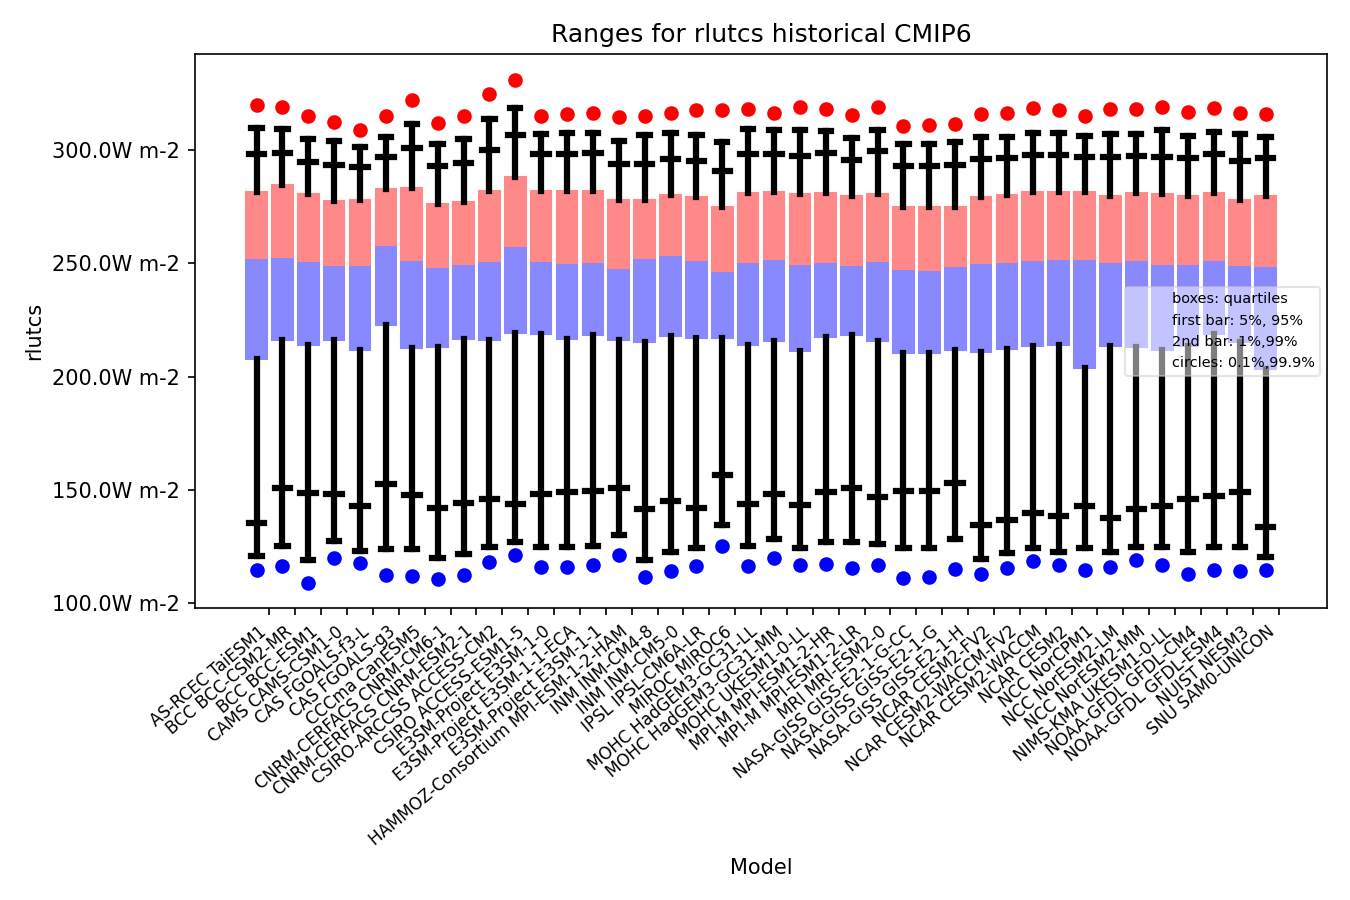 Ranges for rlutcs historical CMIP6
rlutcs
300.0W m-2
250.0W m-2
200.0W m-2
150.0W m-2
100.0W m-2
boxes: quartiles
first bar: 5%, 95%
2nd bar: 1%,99%
circles: 0.1%,99.9%
AS-RCEC TaiESM1
BCC BCC-CSM2-MR
BCC BCC-ESM1
CAMS CAMS-CSM1-0
CAS FGOALS-f3-L
CAS FGOALS-g3
CCCma CanESM5
CNRM-CERFACS CNRM-CM6-1
CNRM-CERFACS CNRM-ESM2-1
CSIRO-ARCCSS ACCESS-CM2
CSIRO ACCESS-ESM1-5
E3SM-Project E3SM-1-0
E3SM-Project E3SM-1-1-ECA
E3SM-Project E3SM-1-1
HAMMOZ-Consortium MPI-ESM-1-2-HAM
INM INM-CM4-8
INM INM-CM5-0
IPSL IPSL-CM6A-LR
MIROC MIROC6
MOHC HadGEM3-GC31-LL
MOHC HadGEM3-GC31-MM
MOHC UKESM1-0-LL
MPI-M MPI-ESM1-2-HR
MPI-M MPI-ESM1-2-LR
MRI MRI-ESM2-0
NASA-GISS GISS-E2-1-G-CC
NASA-GISS GISS-E2-1-G
NASA-GISS GISS-E2-1-H
NCAR CESM2-FV2
NCAR CESM2-WACCM-FV2
NCAR CESM2-WACCM
NCAR CESM2
NCC NorCPM1
NCC NorESM2-LM
NCC NorESM2-MM
NIMS-KMA UKESM1-0-LL
NOAA-GFDL GFDL-CM4
NOAA-GFDL GFDL-ESM4
NUIST NESM3
SNU SAM0-UNICON
Model